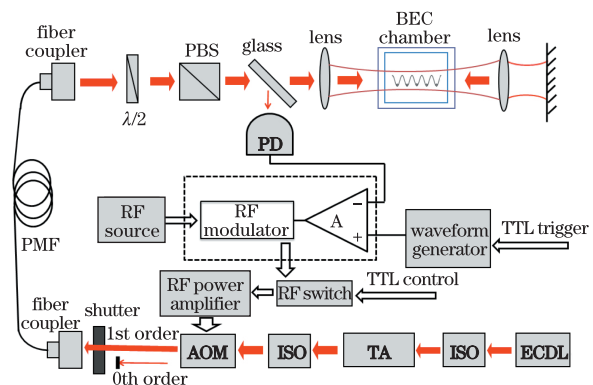 fiber
coupler
λ/2
PBS
glass
lens
BEC
chamber
lens
PD
PMF
RF
source
RF
modulator
A
−
+
waveform
generator
TTL trigger
RF power
amplifier
RF switch
TTL control
fiber
coupler
shutter
1st order
0th order
AOM
ISO
TA
ISO
ECDL